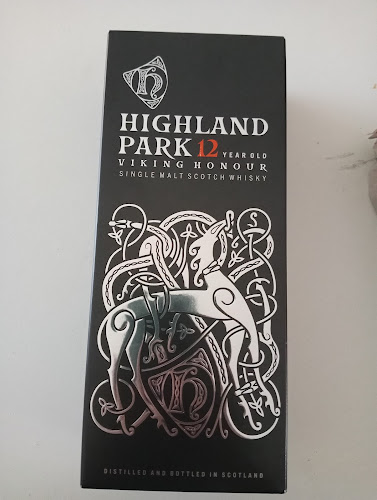 H
HIGHLAND
PARK 12 YEAR OLD
VIKING HONOUR
SINGLE MALT SCOTCH WHISKY
H
DISTILLED AND BOTTLED IN SCOTLAND